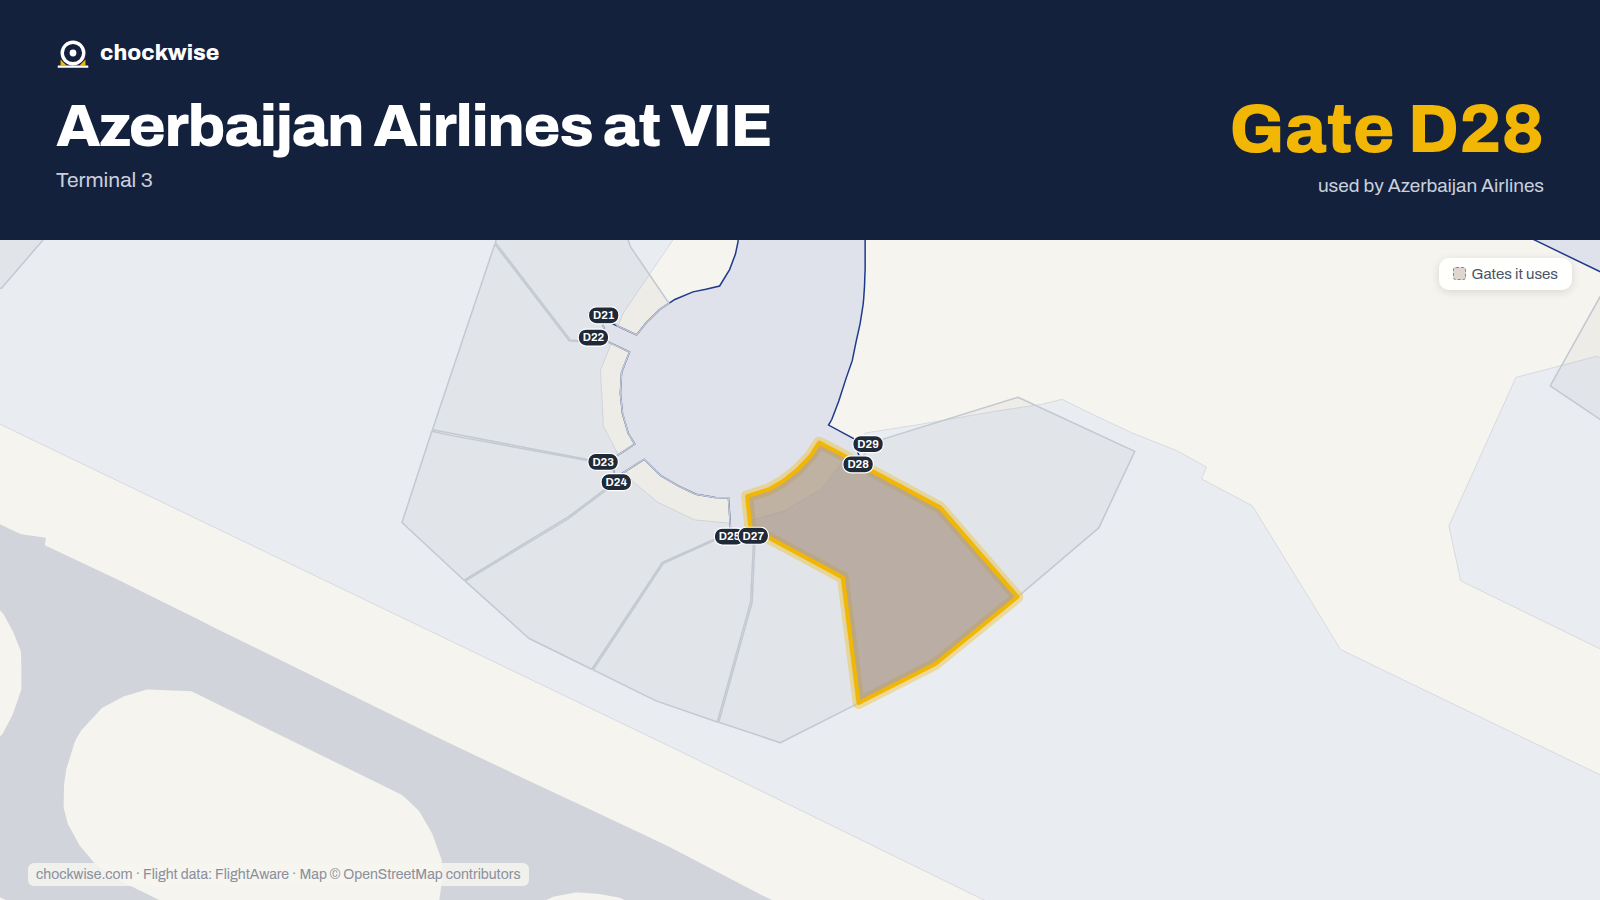 chockwise
Azerbaijan Airlines at VIE
Terminal 3
Gate D28
used by Azerbaijan Airlines
Gates it uses
D21
D22
D23
D24
D25
D27
D28
D29
chockwise.com · Flight data: FlightAware · Map © OpenStreetMap contributors